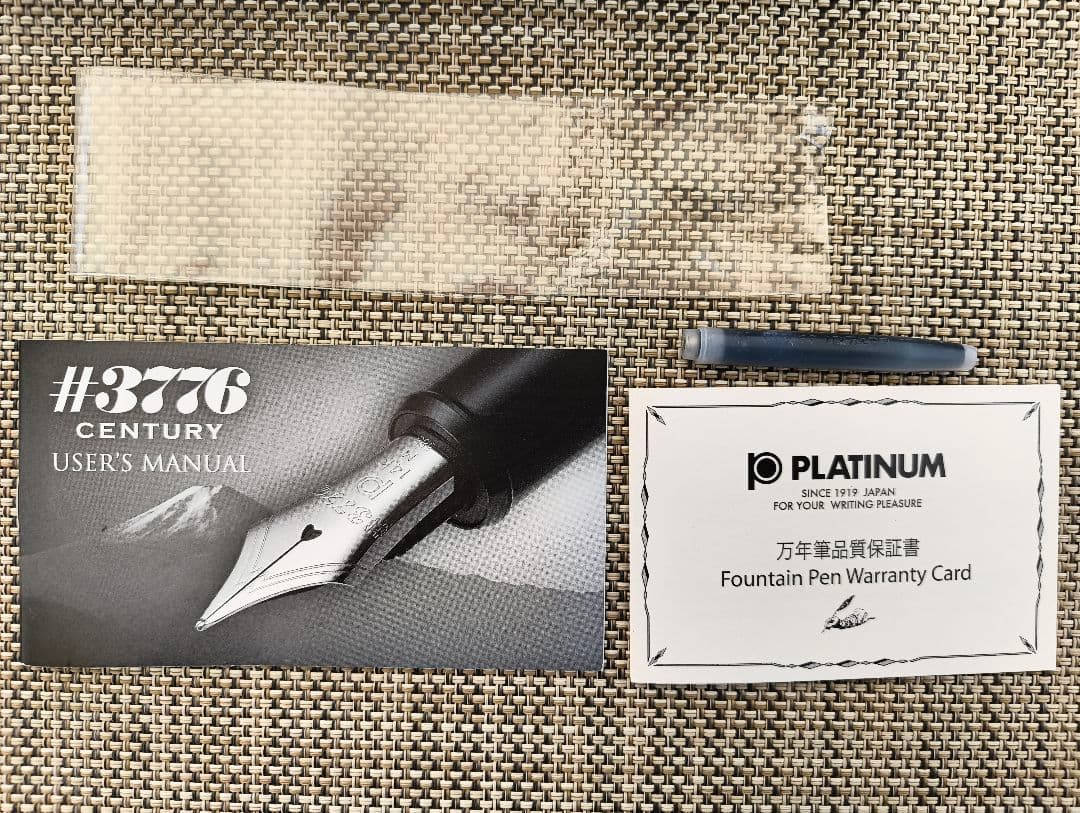 #3776
CENTURY
USER'S MANUAL
14K
PLATINUM
SINCE 1919 JAPAN
FOR YOUR WRITING PLEASURE
万年筆品質保証書
Fountain Pen Warranty Card